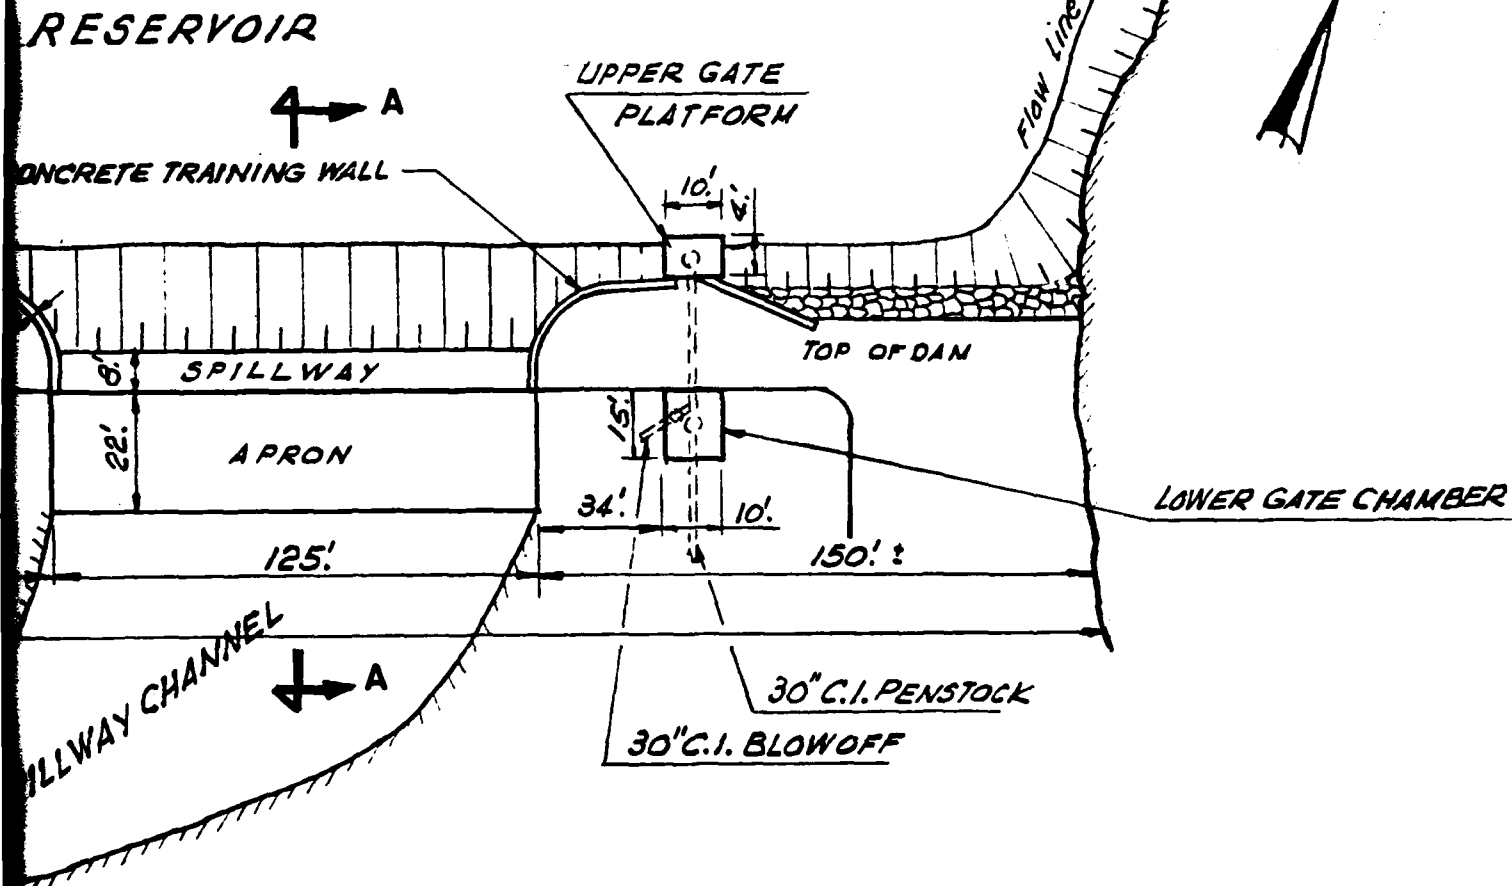 RESERVOIR
UPPER GATE
PLATFORM
A
ONCRETE TRAINING WALL
Flow Line
10'.
4'.
TOP OF DAM
8'.
SPILLWAY
22'.
APRON
15'.
34'.
10'.
LOWER GATE CHAMBER
125'.
150'. ±
ILLWAY CHANNEL
A
30" C.I. PENSTOCK
30" C.I. BLOWOFF